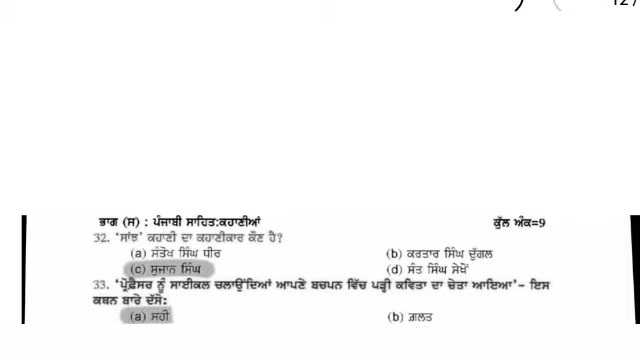 12/
ਭਾਗ (ਸ) : ਪੰਜਾਬੀ ਸਾਹਿਤ:ਕਹਾਣੀਆਂ ਕੁੱਲ ਅੰਕ=9
32. ‘ਸਾਂਝ’ ਕਹਾਣੀ ਦਾ ਕਹਾਣੀਕਾਰ ਕੌਣ ਹੈ?
(a) ਸੰਤੋਖ ਸਿੰਘ ਧੀਰ (b) ਕਰਤਾਰ ਸਿੰਘ ਦੁੱਗਲ
(c) ਸੁਜਾਨ ਸਿੰਘ (d) ਸੰਤ ਸਿੰਘ ਸੇਖੋਂ
33. ‘ਪ੍ਰੋਫ਼ੈਸਰ ਨੂੰ ਸਾਈਕਲ ਚਲਾਉਂਦਿਆਂ ਆਪਣੇ ਬਚਪਨ ਵਿੱਚ ਪੜ੍ਹੀ ਕਵਿਤਾ ਦਾ ਚੇਤਾ ਆਇਆ’- ਇਸ
ਕਥਨ ਬਾਰੇ ਦੱਸੋ:
(a) ਸਹੀ (b) ਗ਼ਲਤ